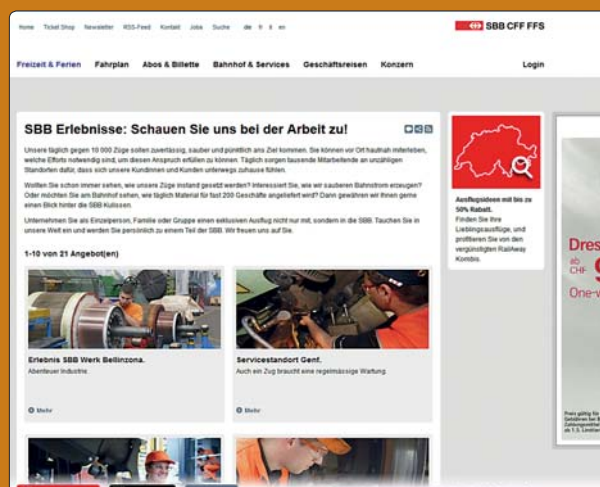 Home Ticket Shop Newsletter RSS-Feed Kontakt Jobs Suche de fr it en
SBB CFF FFS
Freizeit & Ferien Fahrplan Abos & Billette Bahnhof & Services Geschäftsreisen Konzern Login
SBB Erlebnisse: Schauen Sie uns bei der Arbeit zu!
Unsere täglich gegen 10 000 Züge sollen zuverlässig, sauber und pünktlich ans Ziel kommen. Sie können vor Ort hautnah miterleben,
welche Efforts notwendig sind, um diesen Anspruch erfüllen zu können. Täglich sorgen tausende Mitarbeitende an unzähligen
Standorten dafür, dass sich unsere Kundinnen und Kunden unterwegs zuhause fühlen.
Wollten Sie schon immer sehen, wie unsere Züge instand gesetzt werden? Interessiert Sie, wie wir sauberen Bahnstrom erzeugen?
Oder möchten Sie am Bahnhof sehen, wie täglich Material für fast 200 Geschäfte angeliefert wird? Dann gewähren wir Ihnen gerne
einen Blick hinter die SBB-Kulissen.
Unternehmen Sie als Einzelperson, Familie oder Gruppe einen exklusiven Ausflug nicht nur mit, sondern in die SBB. Tauchen Sie in
unsere Welt ein und werden Sie persönlich zu einem Teil der SBB. Wir freuen uns auf Sie.
1-10 von 21 Angebot(en)
Erlebnis SBB Werk Bellinzona.
Abenteuer Industrie.
Mehr
Servicestandort Genf.
Auch ein Zug braucht eine regelmässige Wartung.
Mehr
Ausflugsideen mit bis zu
50% Rabatt.
Finden Sie Ihre
Lieblingsausflüge, und
profitieren Sie von den
vergünstigten RailAway
Kombis.
Dres
ab
CHF 9
One-w
Preis gültig für